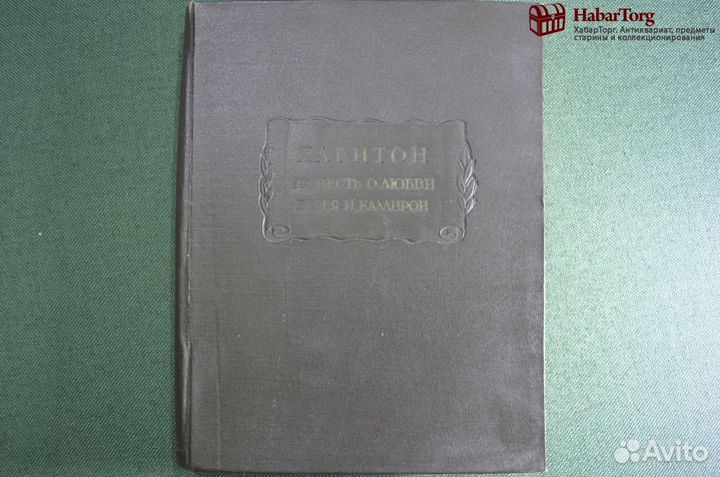 HabarTorg
ХабарТорг. Антиквариат, предметы
старины и коллекционирования
ХАРИТОН
ПОВЕСТЬ О ЛЮБВИ
ХЕРЕЯ И КАЛЛИРОИ
Avito